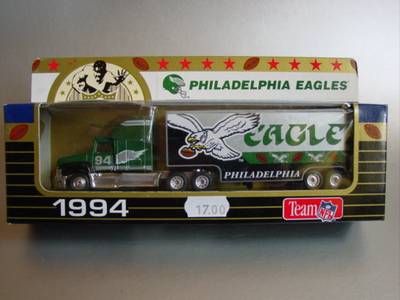 PHILADELPHIA EAGLES
EAGLE
94
PHILADELPHIA
1994
17.00
Team NFL